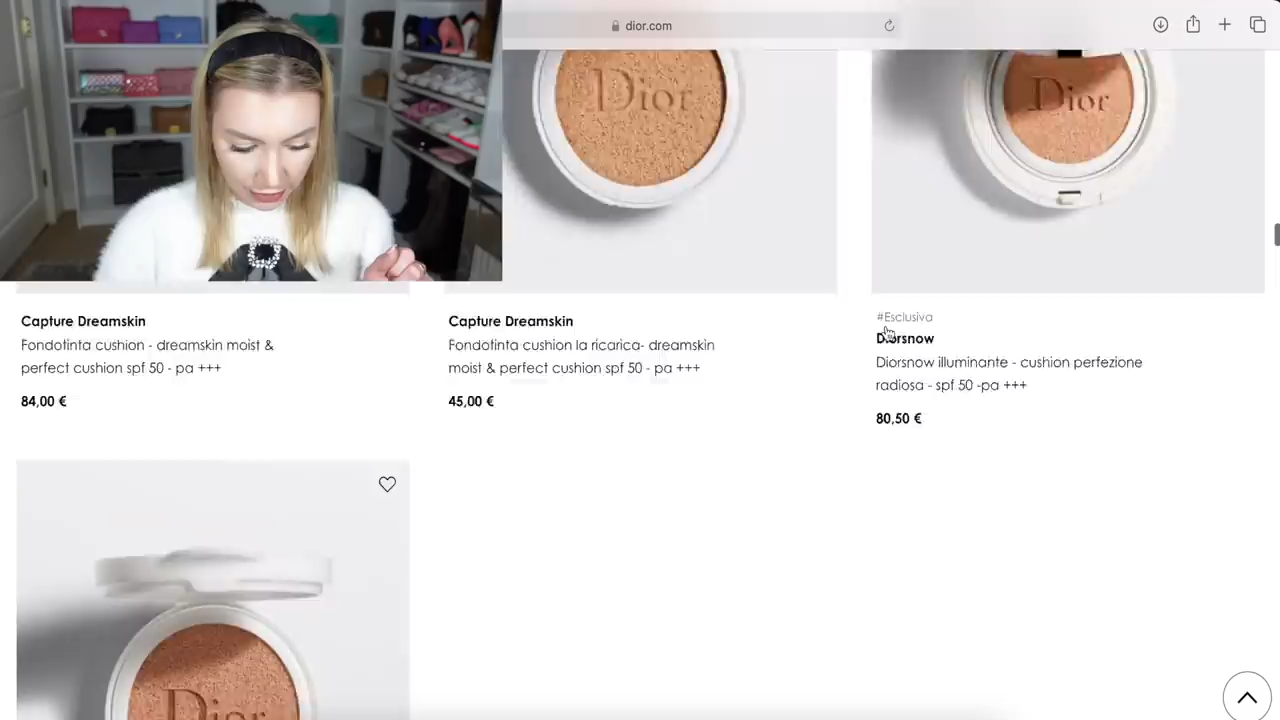 dior.com
Dior
Dior
Capture Dreamskin
Fondotinta cushion - dreamskin moist &
perfect cushion spf 50 - pa +++
84,00 €
Capture Dreamskin
Fondotinta cushion la ricarica- dreamskin
moist & perfect cushion spf 50 - pa +++
45,00 €
#Esclusiva
Diorsnow
Diorsnow illuminante - cushion perfezione
radiosa - spf 50 -pa +++
80,50 €
Dior